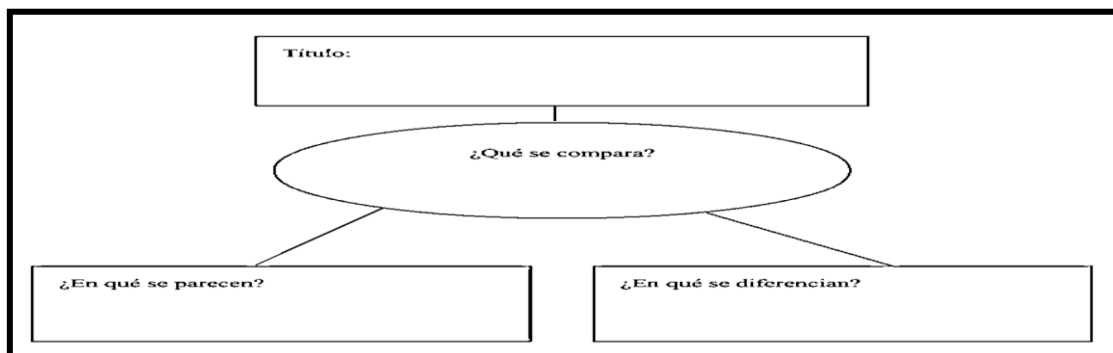 Título:
¿Qué se compara?
¿En qué se parecen?
¿En qué se diferencian?